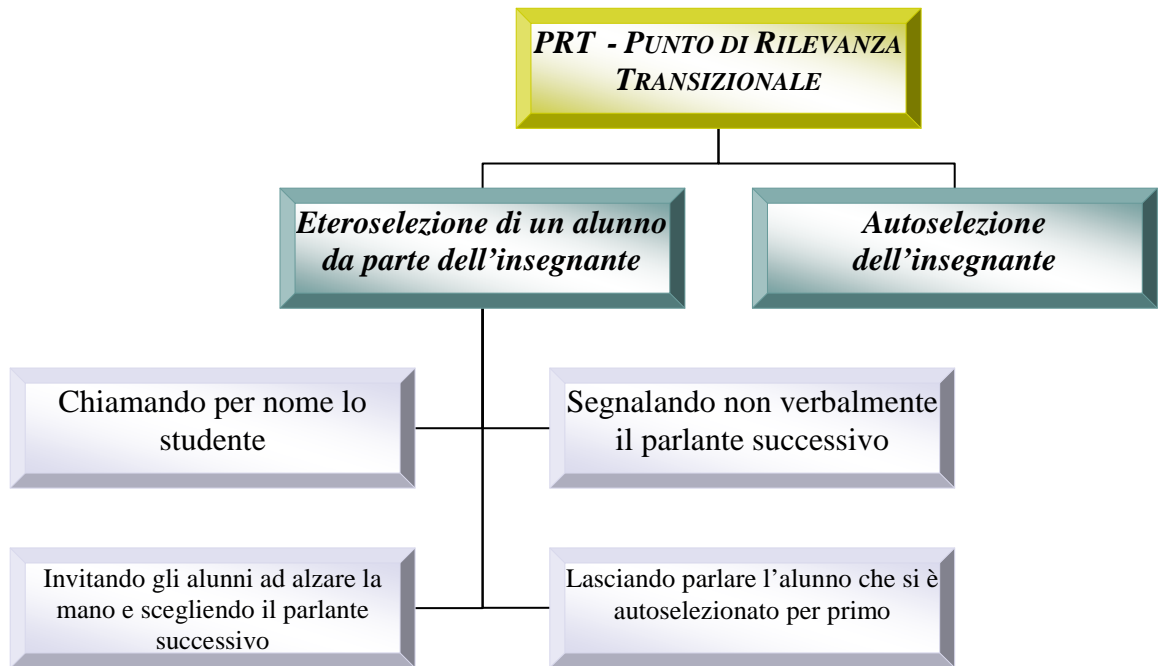 PRT - PUNTO DI RILEVANZA
TRANSIZIONALE
Eteroselezione di un alunno
da parte dell’insegnante
Autoselezione
dell’insegnante
Chiamando per nome lo
studente
Segnalando non verbalmente
il parlante successivo
Invitando gli alunni ad alzare la
mano e scegliendo il parlante
successivo
Lasciando parlare l’alunno che si è
autoselezionato per primo